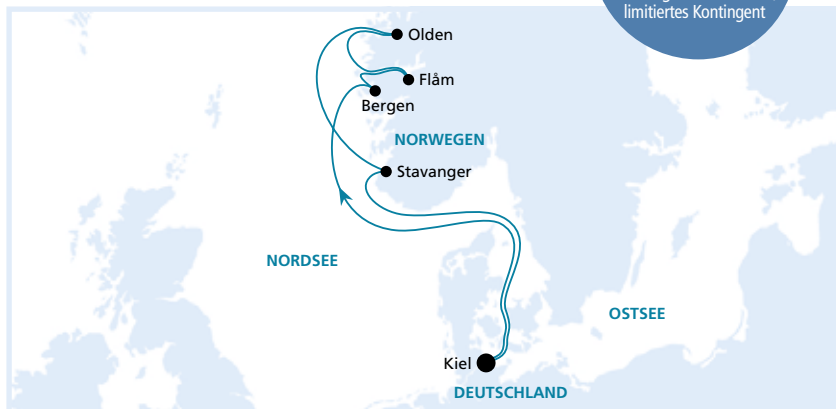 limitiertes Kontingent
Olden
Flåm
Bergen
NORWEGEN
Stavanger
NORDSEE
OSTSEE
Kiel
DEUTSCHLAND